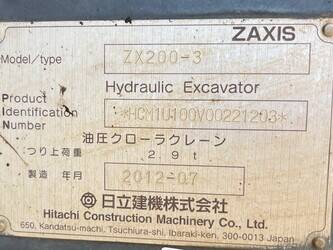 ZAXIS
Model/type ZX200-3
Hydraulic Excavator
Product Identification Number *HCM1U100V00221203*
油圧クローラクレーン
つり上荷重 2.9t
製造 年月 2012-07
日立建機株式会社
Hitachi Construction Machinery Co., Ltd.
650, Kandatsu-machi, Tsuchiura-shi, Ibaraki-ken, 300-0013 Japan